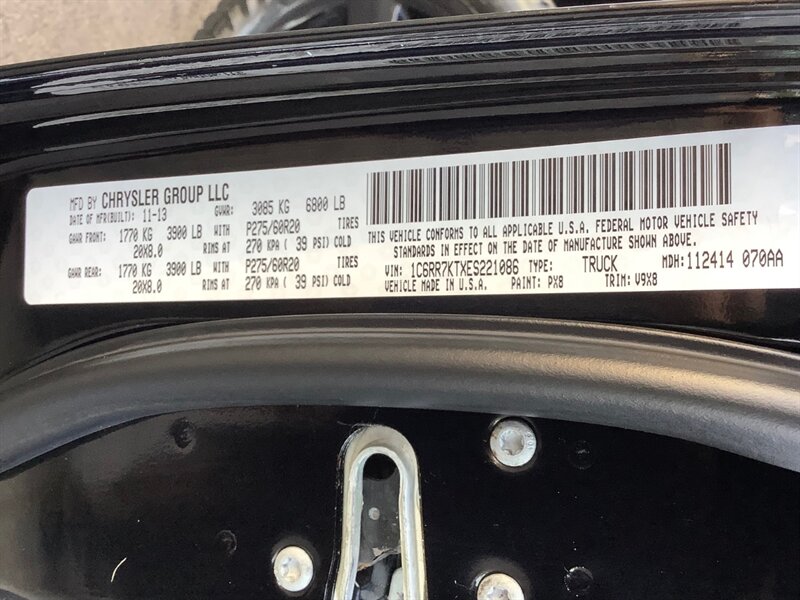 MFD BY CHRYSLER GROUP LLC
DATE OF MFR(BUILT): 11-13 GVWR: 3085 KG 6800 LB
GAWR FRONT: 1770 KG 3900 LB WITH P275/60R20 TIRES
20X8.0 RIMS AT 270 KPA ( 39 PSI) COLD
GAWR REAR: 1770 KG 3900 LB WITH P275/60R20 TIRES
20X8.0 RIMS AT 270 KPA ( 39 PSI) COLD
THIS VEHICLE CONFORMS TO ALL APPLICABLE U.S.A. FEDERAL MOTOR VEHICLE SAFETY
STANDARDS IN EFFECT ON THE DATE OF MANUFACTURE SHOWN ABOVE.
VIN: 1C6RR7KTXES221086 TYPE: TRUCK MDH: 112414 070AA
VEHICLE MADE IN U.S.A. PAINT: PX8 TRIM: V9X8